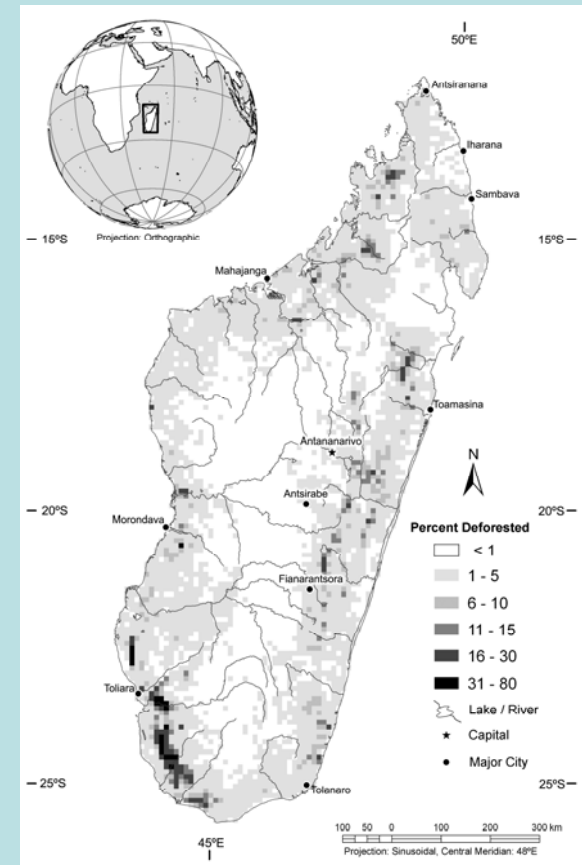 50ºE
Antsiranana
Iharana
Sambava
Projection: Orthographic
15ºS
15ºS
Mahajanga
Toamasina
Antananarivo
N
Antsirabe
20ºS
20ºS
Morondava
Percent Deforested
< 1
1 - 5
6 - 10
11 - 15
16 - 30
31 - 80
Fianarantsora
Toliara
Lake / River
Capital
Major City
25ºS
25ºS
Tolanaro
45ºE
100 50 0 100 200 300 km
Projection: Sinusoidal, Central Meridian: 48ºE